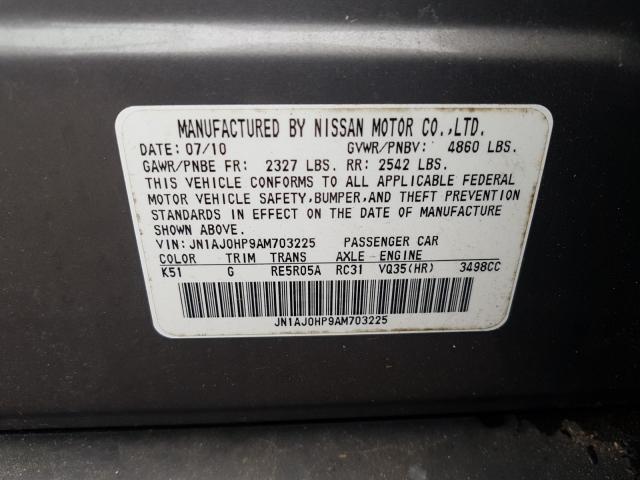 MANUFACTURED BY NISSAN MOTOR CO.,LTD.
DATE: 07/10 GVWR/PNBV: 4860 LBS.
GAWR/PNBE FR: 2327 LBS. RR: 2542 LBS.
THIS VEHICLE CONFORMS TO ALL APPLICABLE FEDERAL
MOTOR VEHICLE SAFETY, BUMPER, AND THEFT PREVENTION
STANDARDS IN EFFECT ON THE DATE OF MANUFACTURE
SHOWN ABOVE.
VIN: JN1AJ0HP9AM703225 PASSENGER CAR
COLOR TRIM TRANS AXLE ENGINE
K51 G RE5R05A RC31 VQ35(HR) 3498CC
JN1AJ0HP9AM703225